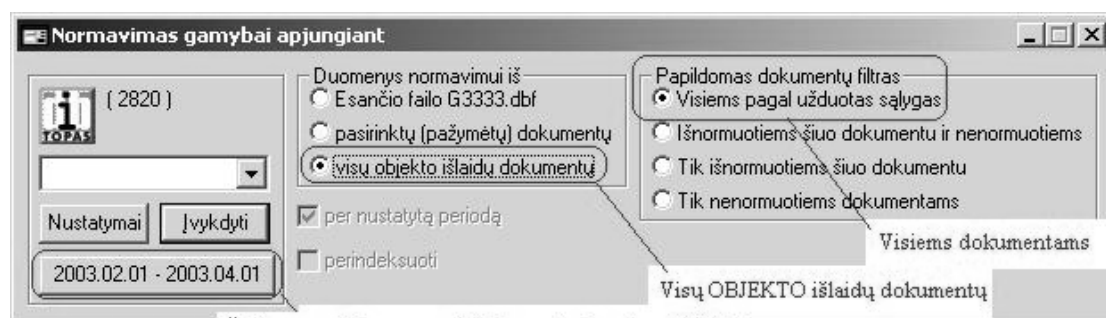 Normavimas gamybai apjungiant
( 2820 )
TOPAS
Nustatymai
Įvykdyti
2003.02.01 - 2003.04.01
Duomenys normavimui iš
Esančio failo G3333.dbf
pasirinktų (pažymėtų) dokumentų
visų objekto išlaidų dokumentų
per nustatytą periodą
perindeksuoti
Papildomas dokumentų filtras
Visiems pagal užduotas sąlygas
Išnormuotiems šiuo dokumentu ir nenormuotiems
Tik išnormuotiems šiuo dokumentu
Tik nenormuotiems dokumentams
Visiems dokumentams
Visų OBJEKTO išlaidų dokumentų